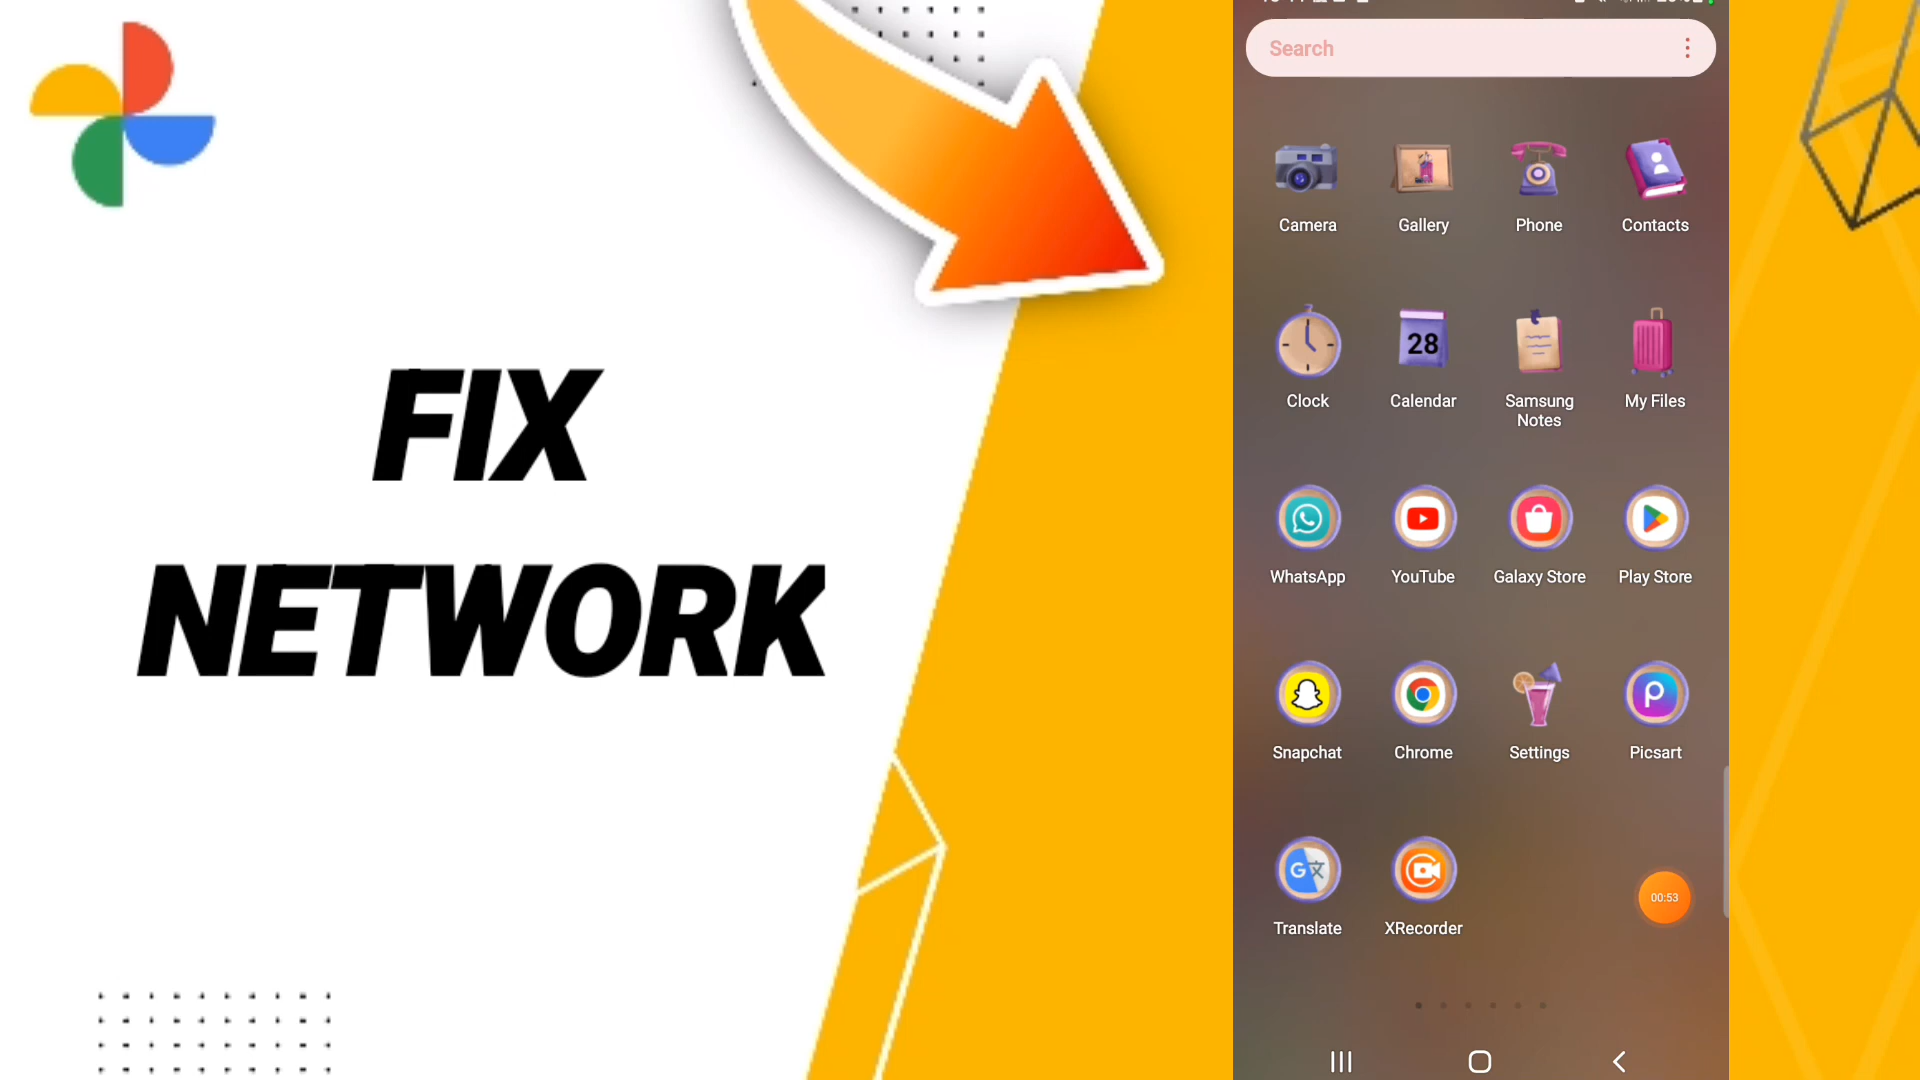 FIX
NETWORK
Search
Camera
Gallery
Phone
Contacts
28
Clock
Calendar
Samsung
Notes
My Files
WhatsApp
YouTube
Galaxy Store
Play Store
Snapchat
Chrome
Settings
Picsart
Translate
XRecorder
00:53